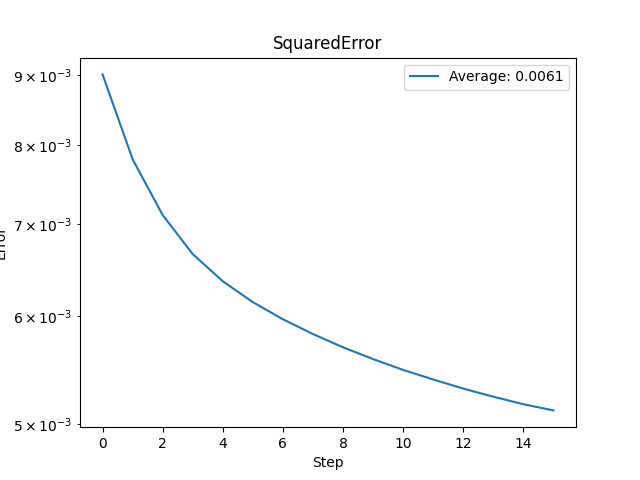 SquaredError
Average: 0.0061
9 × 10⁻³
8 × 10⁻³
7 × 10⁻³
6 × 10⁻³
5 × 10⁻³
Error
0 2 4 6 8 10 12 14
Step